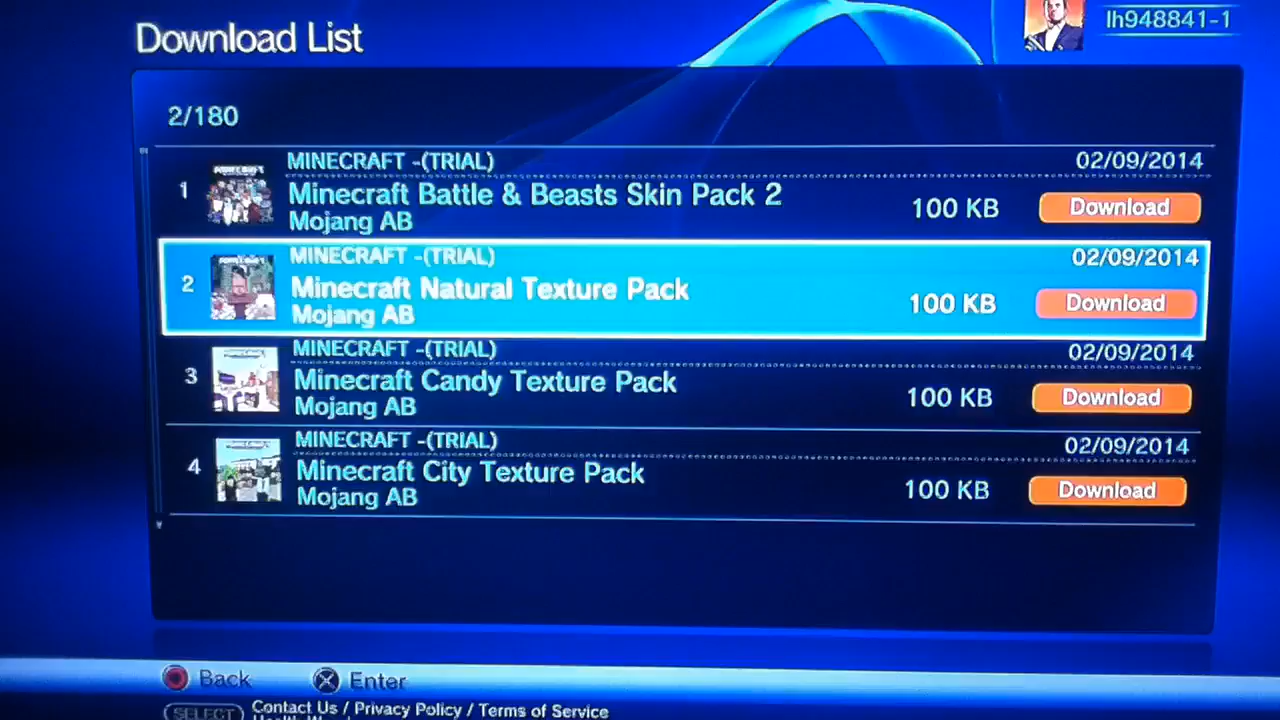 Download List
lh948841-1
2/180
MINECRAFT -(TRIAL) 02/09/2014
1 Minecraft Battle & Beasts Skin Pack 2
Mojang AB 100 KB Download
MINECRAFT -(TRIAL) 02/09/2014
2 Minecraft Natural Texture Pack
Mojang AB 100 KB Download
MINECRAFT -(TRIAL) 02/09/2014
3 Minecraft Candy Texture Pack
Mojang AB 100 KB Download
MINECRAFT -(TRIAL) 02/09/2014
4 Minecraft City Texture Pack
Mojang AB 100 KB Download
Back Enter
SELECT Contact Us / Privacy Policy / Terms of Service